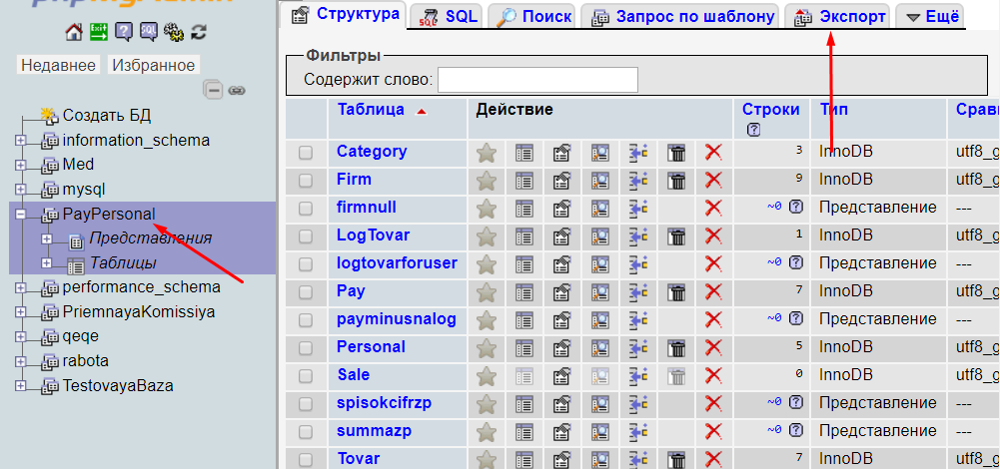 Недавнее Избранное
Создать БД
information_schema
Med
mysql
PayPersonal
Представления
Таблицы
performance_schema
PriemnayaKomissiya
qeqe
rabota
TestovayaBaza
Структура SQL Поиск Запрос по шаблону Экспорт Ещё
Фильтры
Содержит слово:
Таблица Действие Строки Тип
Category 3 InnoDB utf8_g
Firm 9 InnoDB utf8_g
firmnull ~0 Представление ---
LogTovar 1 InnoDB utf8_g
logtovarforuser ~0 Представление ---
Pay 7 InnoDB utf8_g
payminusnalog ~0 Представление ---
Personal 5 InnoDB utf8_g
Sale 0 InnoDB utf8_g
spisokcifrzp ~0 Представление ---
summazp ~0 Представление ---
Tovar 7 InnoDB utf8_g